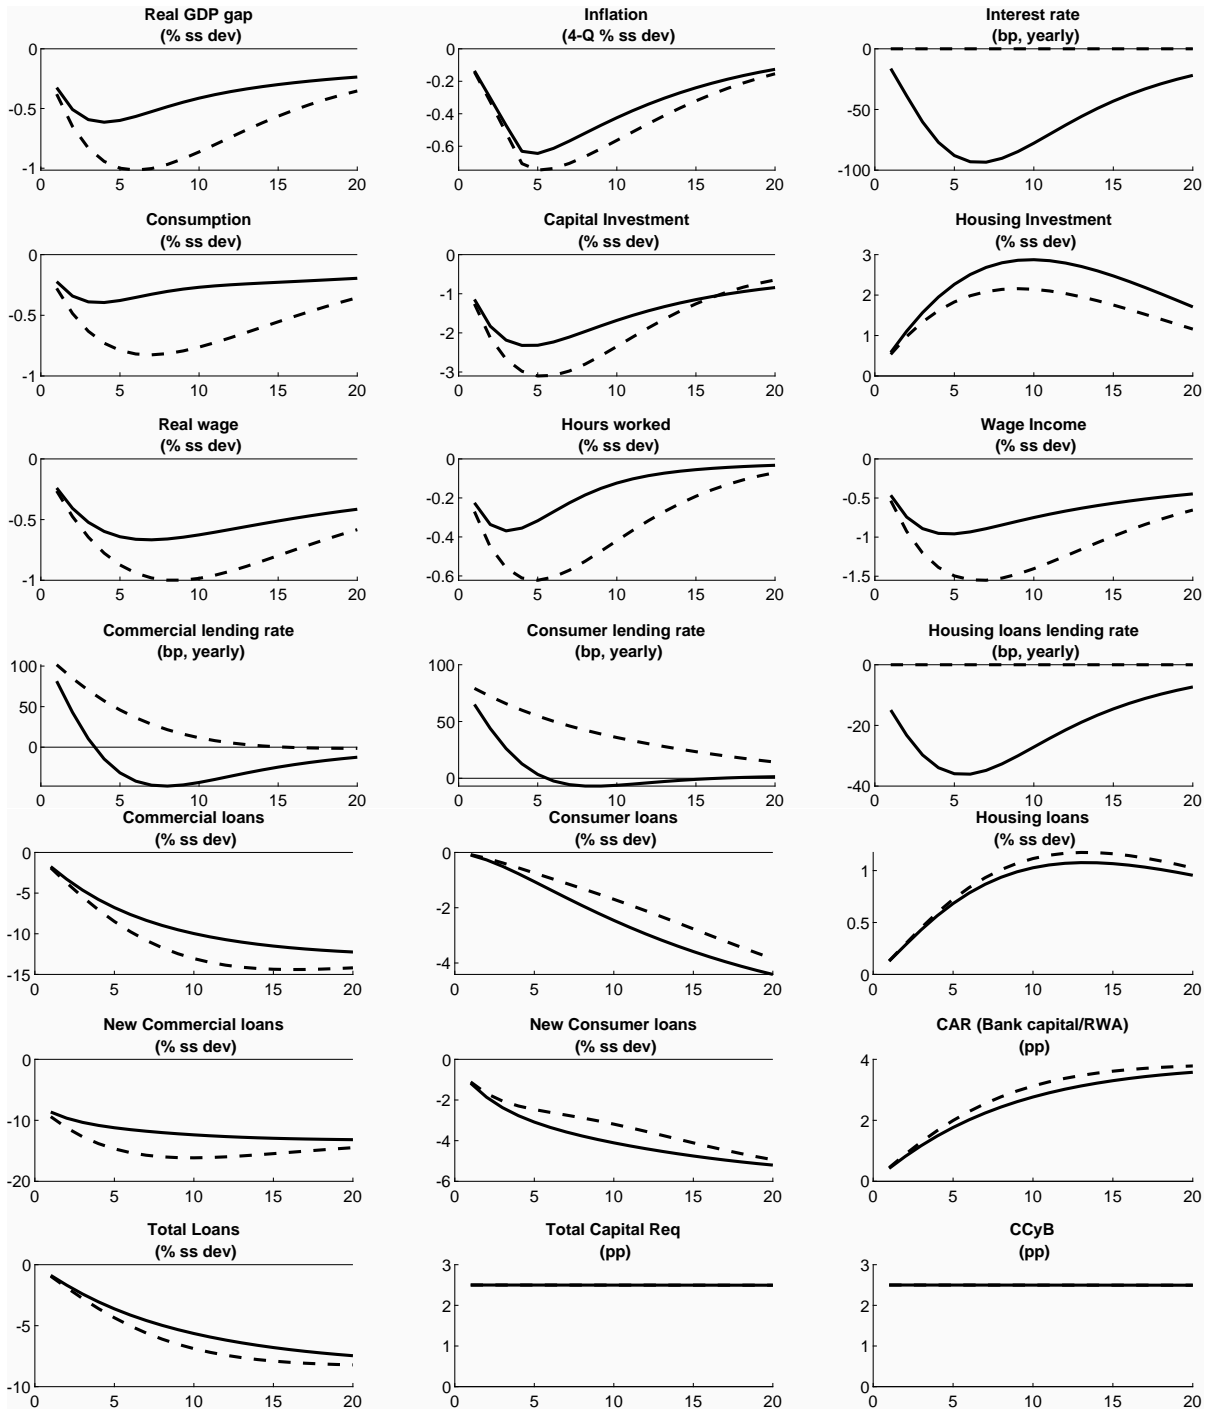 Real GDP gap
(% ss dev)
0
-0.5
-1
0 5 10 15 20
Inflation
(4-Q % ss dev)
0
-0.2
-0.4
-0.6
0 5 10 15 20
Interest rate
(bp, yearly)
0
-50
-100
0 5 10 15 20
Consumption
(% ss dev)
0
-0.5
-1
0 5 10 15 20
Capital Investment
(% ss dev)
0
-1
-2
-3
0 5 10 15 20
Housing Investment
(% ss dev)
3
2
1
0
0 5 10 15 20
Real wage
(% ss dev)
0
-0.5
-1
0 5 10 15 20
Hours worked
(% ss dev)
0
-0.2
-0.4
-0.6
0 5 10 15 20
Wage Income
(% ss dev)
0
-0.5
-1
-1.5
0 5 10 15 20
Commercial lending rate
(bp, yearly)
100
50
0
0 5 10 15 20
Consumer lending rate
(bp, yearly)
100
50
0
0 5 10 15 20
Housing loans lending rate
(bp, yearly)
0
-20
-40
0 5 10 15 20
Commercial loans
(% ss dev)
0
-5
-10
-15
0 5 10 15 20
Consumer loans
(% ss dev)
0
-2
-4
0 5 10 15 20
Housing loans
(% ss dev)
1
0.5
0
0 5 10 15 20
New Commercial loans
(% ss dev)
0
-10
-20
0 5 10 15 20
New Consumer loans
(% ss dev)
0
-2
-4
-6
0 5 10 15 20
CAR (Bank capital/RWA)
(pp)
4
2
0
0 5 10 15 20
Total Loans
(% ss dev)
0
-5
-10
0 5 10 15 20
Total Capital Req
(pp)
3
2
1
0
0 5 10 15 20
CCyB
(pp)
3
2
1
0
0 5 10 15 20